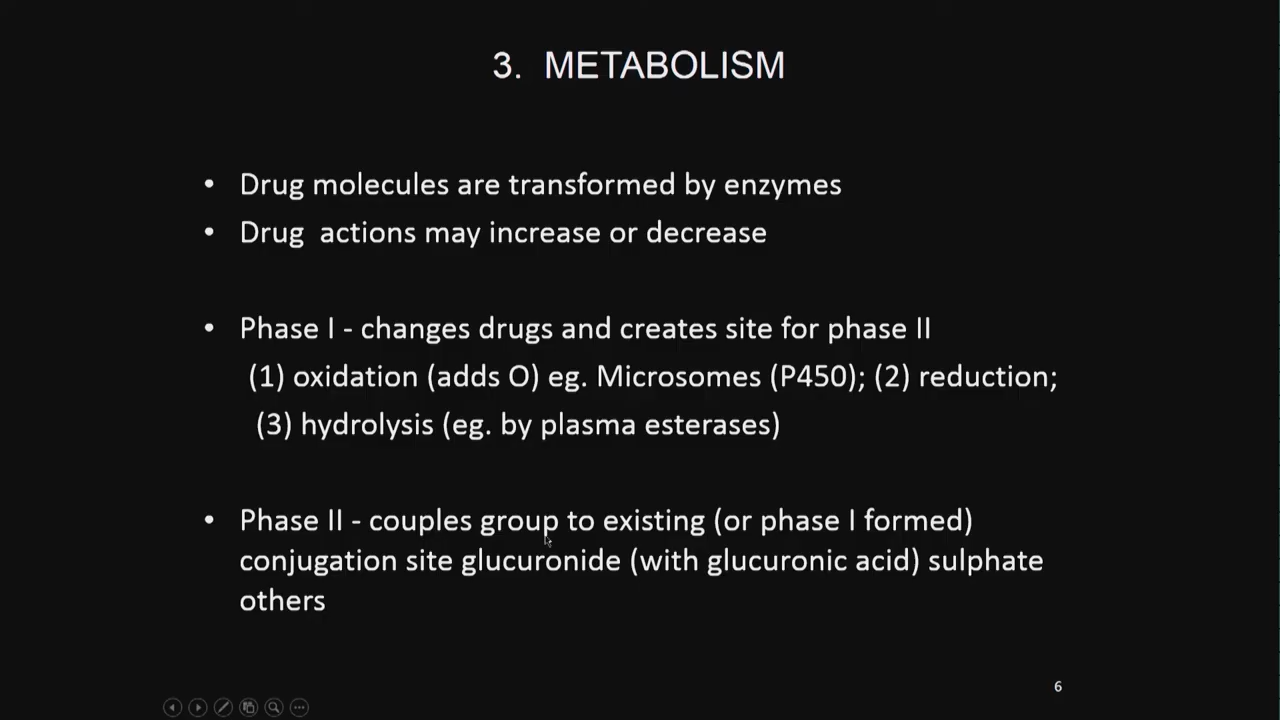 3. METABOLISM
• Drug molecules are transformed by enzymes
• Drug actions may increase or decrease
• Phase I - changes drugs and creates site for phase II
(1) oxidation (adds O) eg. Microsomes (P450); (2) reduction;
(3) hydrolysis (eg. by plasma esterases)
• Phase II - couples group to existing (or phase I formed)
conjugation site glucuronide (with glucuronic acid) sulphate
others
6